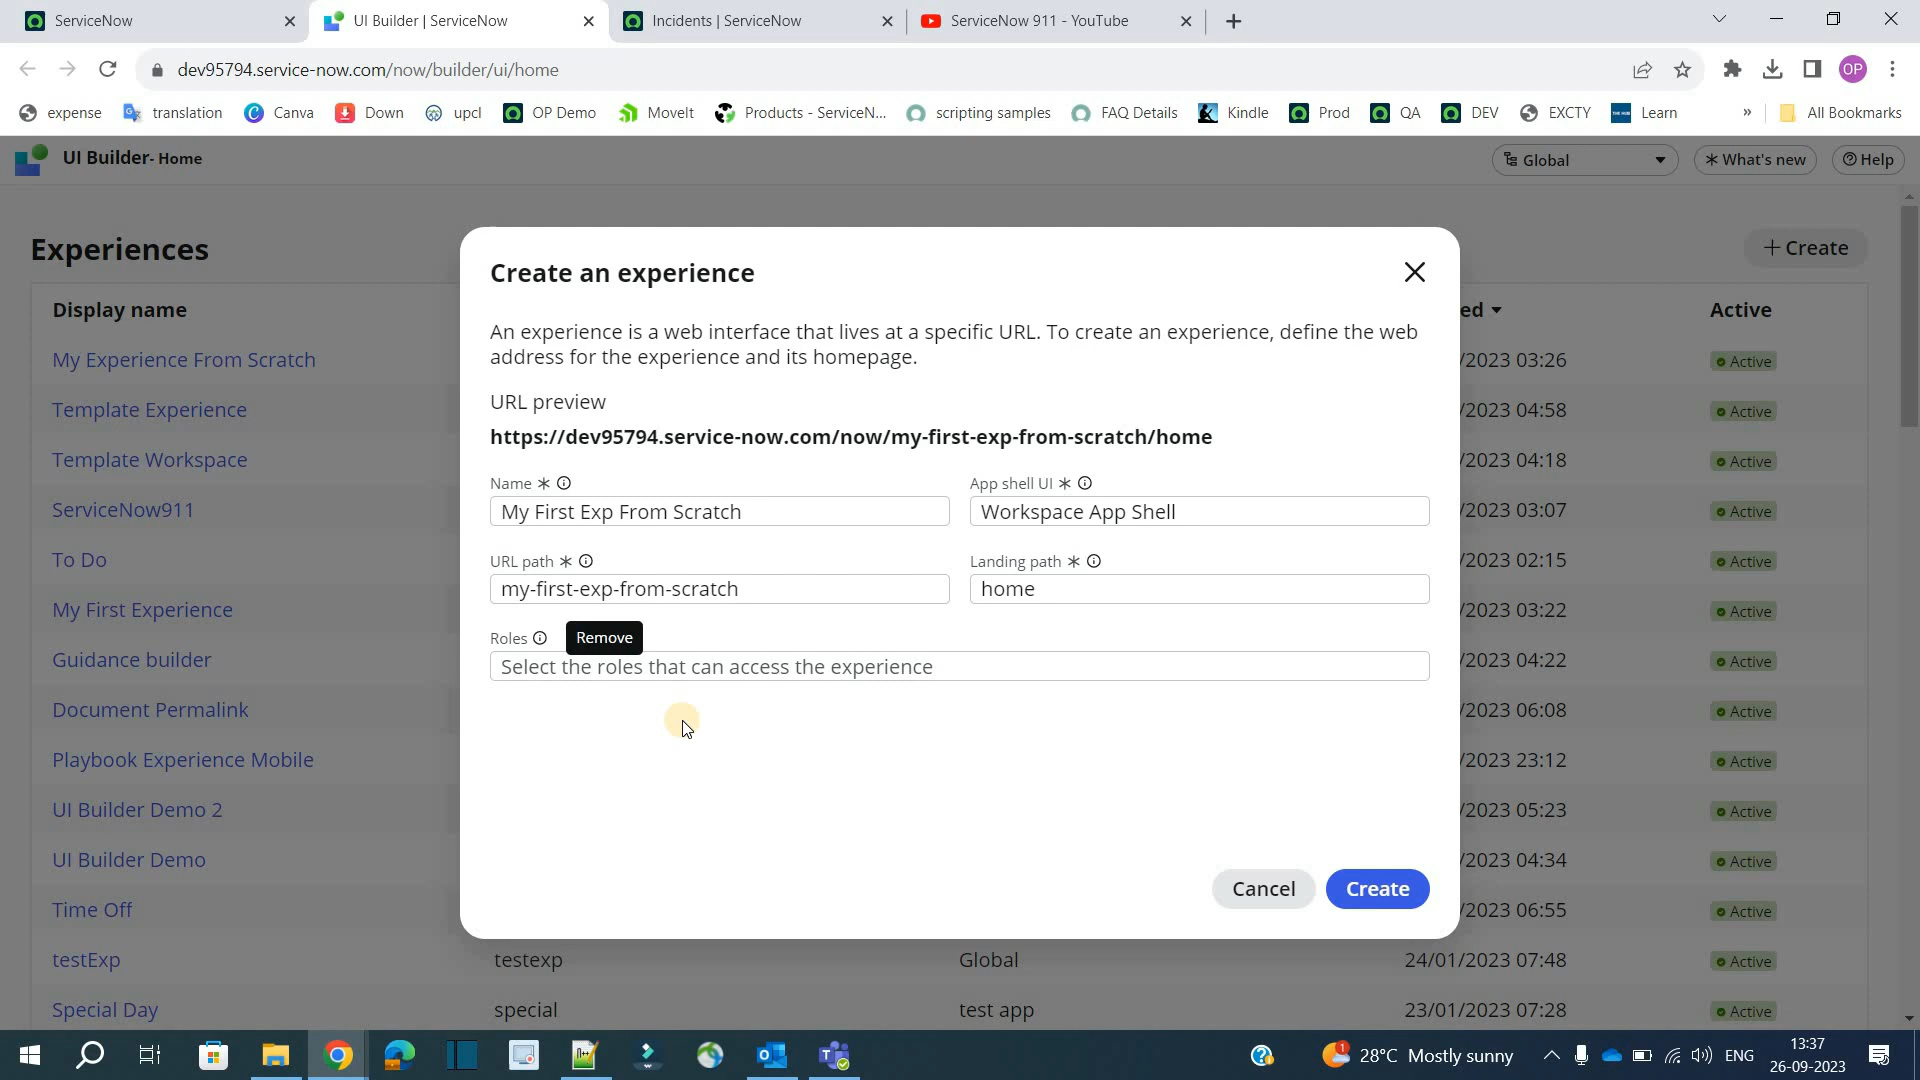 ServiceNow
UI Builder | ServiceNow
Incidents | ServiceNow
ServiceNow 911 - YouTube
dev95794.service-now.com/now/builder/ui/home
OP
expense
translation
Canva
Down
upcl
OP Demo
MoveIt
Products - ServiceN...
scripting samples
FAQ Details
Kindle
Prod
QA
DEV
EXCTY
Learn
»
All Bookmarks
UI Builder- Home
Global
What's new
Help
Experiences
+ Create
Display name
ed
Active
My Experience From Scratch
/2023 03:26
Active
Template Experience
/2023 04:58
Active
Template Workspace
/2023 04:18
Active
ServiceNow911
/2023 03:07
Active
To Do
/2023 02:15
Active
My First Experience
/2023 03:22
Active
Guidance builder
/2023 04:22
Active
Document Permalink
/2023 06:08
Active
Playbook Experience Mobile
/2023 23:12
Active
UI Builder Demo 2
/2023 05:23
Active
UI Builder Demo
/2023 04:34
Active
Time Off
/2023 06:55
Active
testExp
testexp
Global
24/01/2023 07:48
Active
Special Day
special
test app
23/01/2023 07:28
Active
Create an experience
An experience is a web interface that lives at a specific URL. To create an experience, define the web
address for the experience and its homepage.
URL preview
https://dev95794.service-now.com/now/my-first-exp-from-scratch/home
Name *
App shell UI *
My First Exp From Scratch
Workspace App Shell
URL path *
Landing path *
my-first-exp-from-scratch
home
Roles
Remove
Select the roles that can access the experience
Cancel
Create
1
28°C Mostly sunny
ENG
13:37
26-09-2023